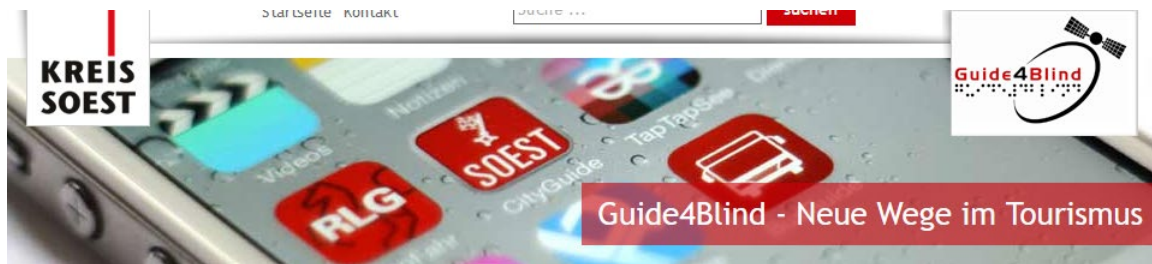 Startseite Kontakt
Suche ...
suchen
KREIS
SOEST
Guide4Blind
Notizen
Videos
TapTapSee
SOEST
CityGuide
RLG
Guide4Blind - Neue Wege im Tourismus